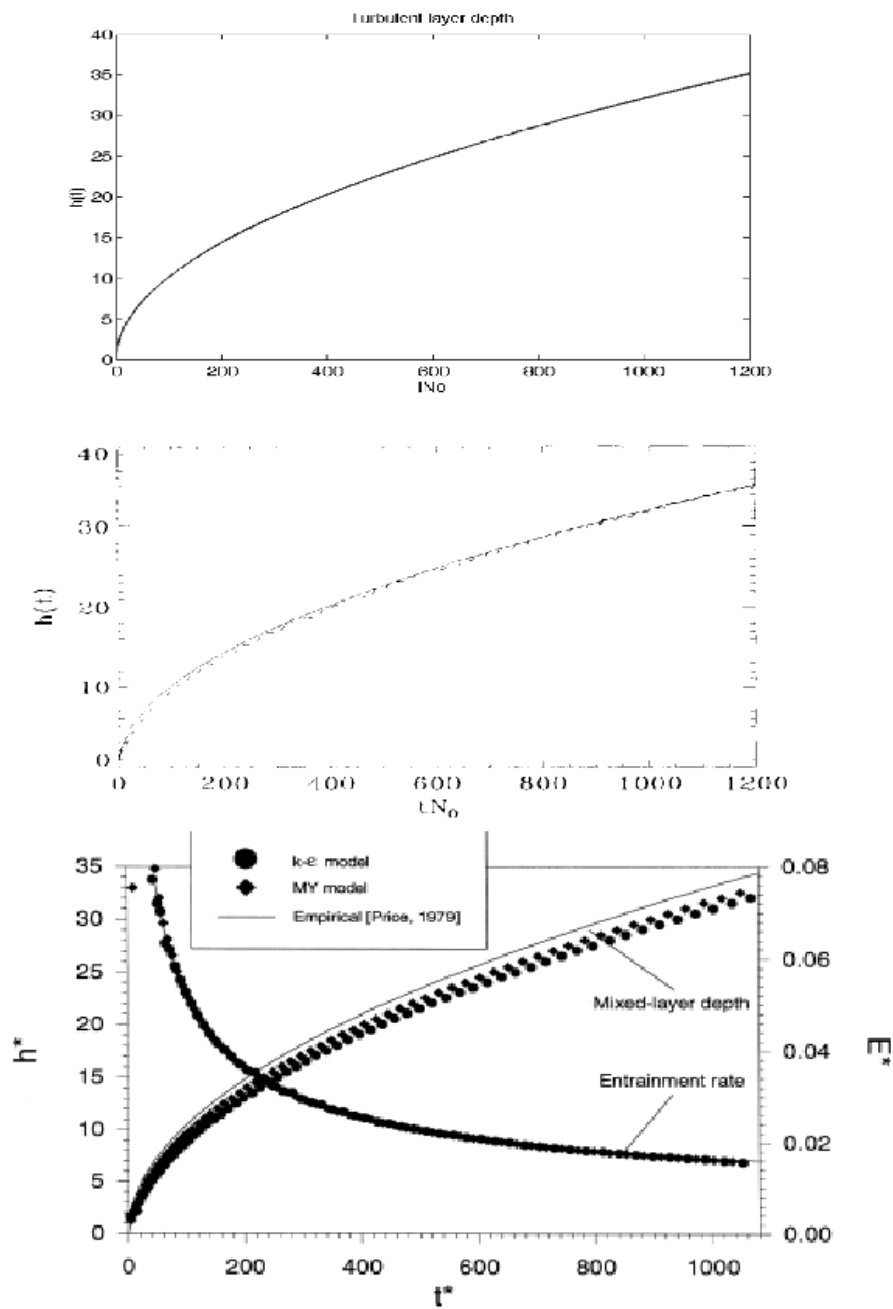 Turbulent layer depth
40
35
30
25
20
15
10
5
0
h(t)
0 200 400 600 800 1000 1200
tNo
40
30
20
10
0
h(t)
0 200 400 600 800 1000 1200
tN₀
k-ε model
MY model
Empirical [Price, 1979]
35
30
25
20
15
10
5
0
h*
0.08
0.06
0.04
0.02
0.00
E*
Mixed-layer depth
Entrainment rate
0 200 400 600 800 1000
t*